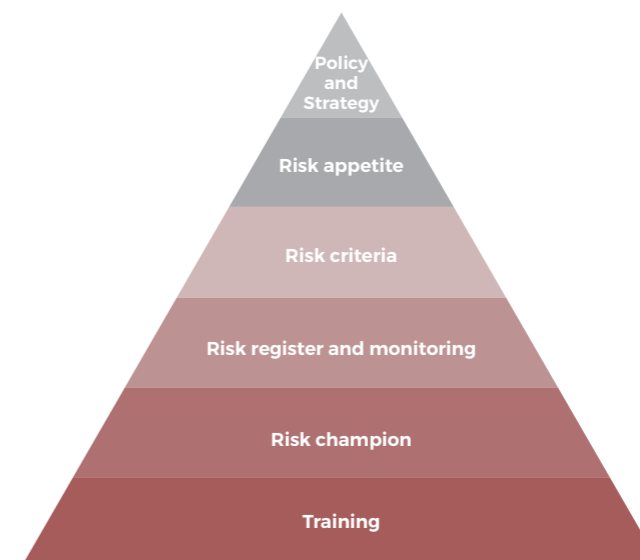 Policy
and
Strategy
Risk appetite
Risk criteria
Risk register and monitoring
Risk champion
Training